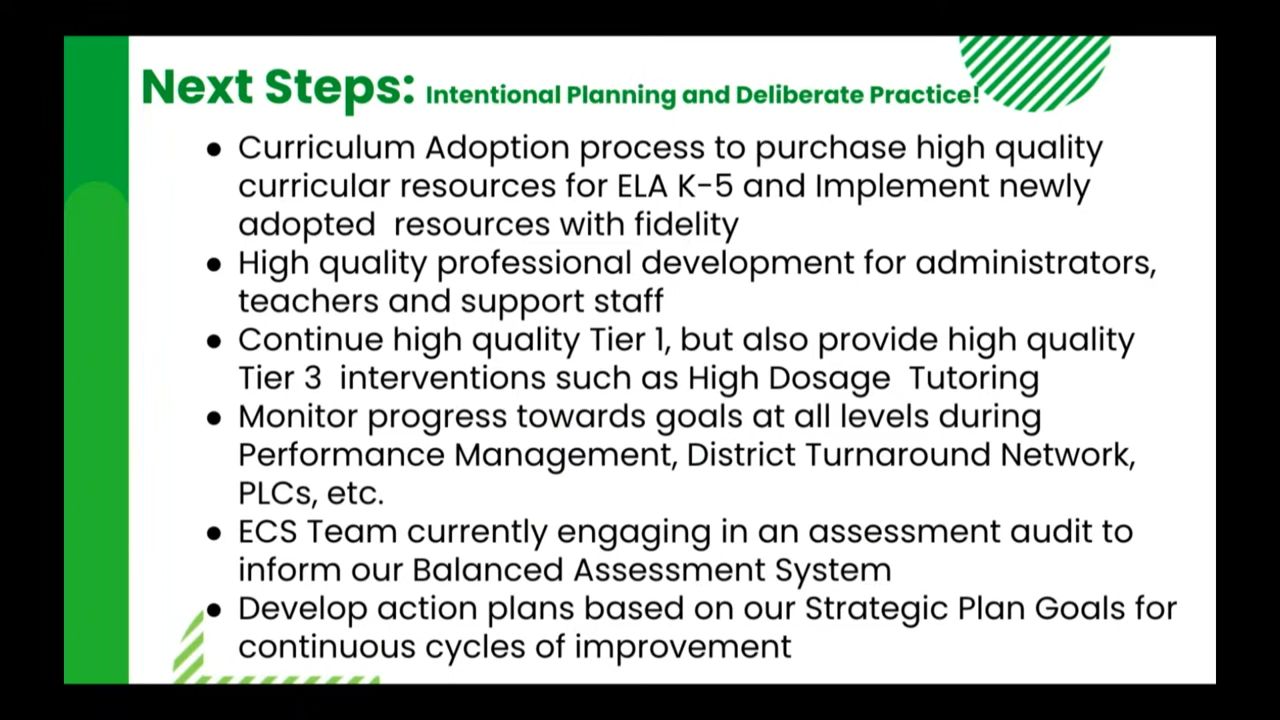 Next Steps: Intentional Planning and Deliberate Practice!
● Curriculum Adoption process to purchase high quality
curricular resources for ELA K-5 and Implement newly
adopted  resources with fidelity
● High quality professional development for administrators,
teachers and support staff
● Continue high quality Tier 1, but also provide high quality
Tier 3  interventions such as High Dosage  Tutoring
● Monitor progress towards goals at all levels during
Performance Management, District Turnaround Network,
PLCs, etc.
● ECS Team currently engaging in an assessment audit to
inform our Balanced Assessment System
● Develop action plans based on our Strategic Plan Goals for
continuous cycles of improvement